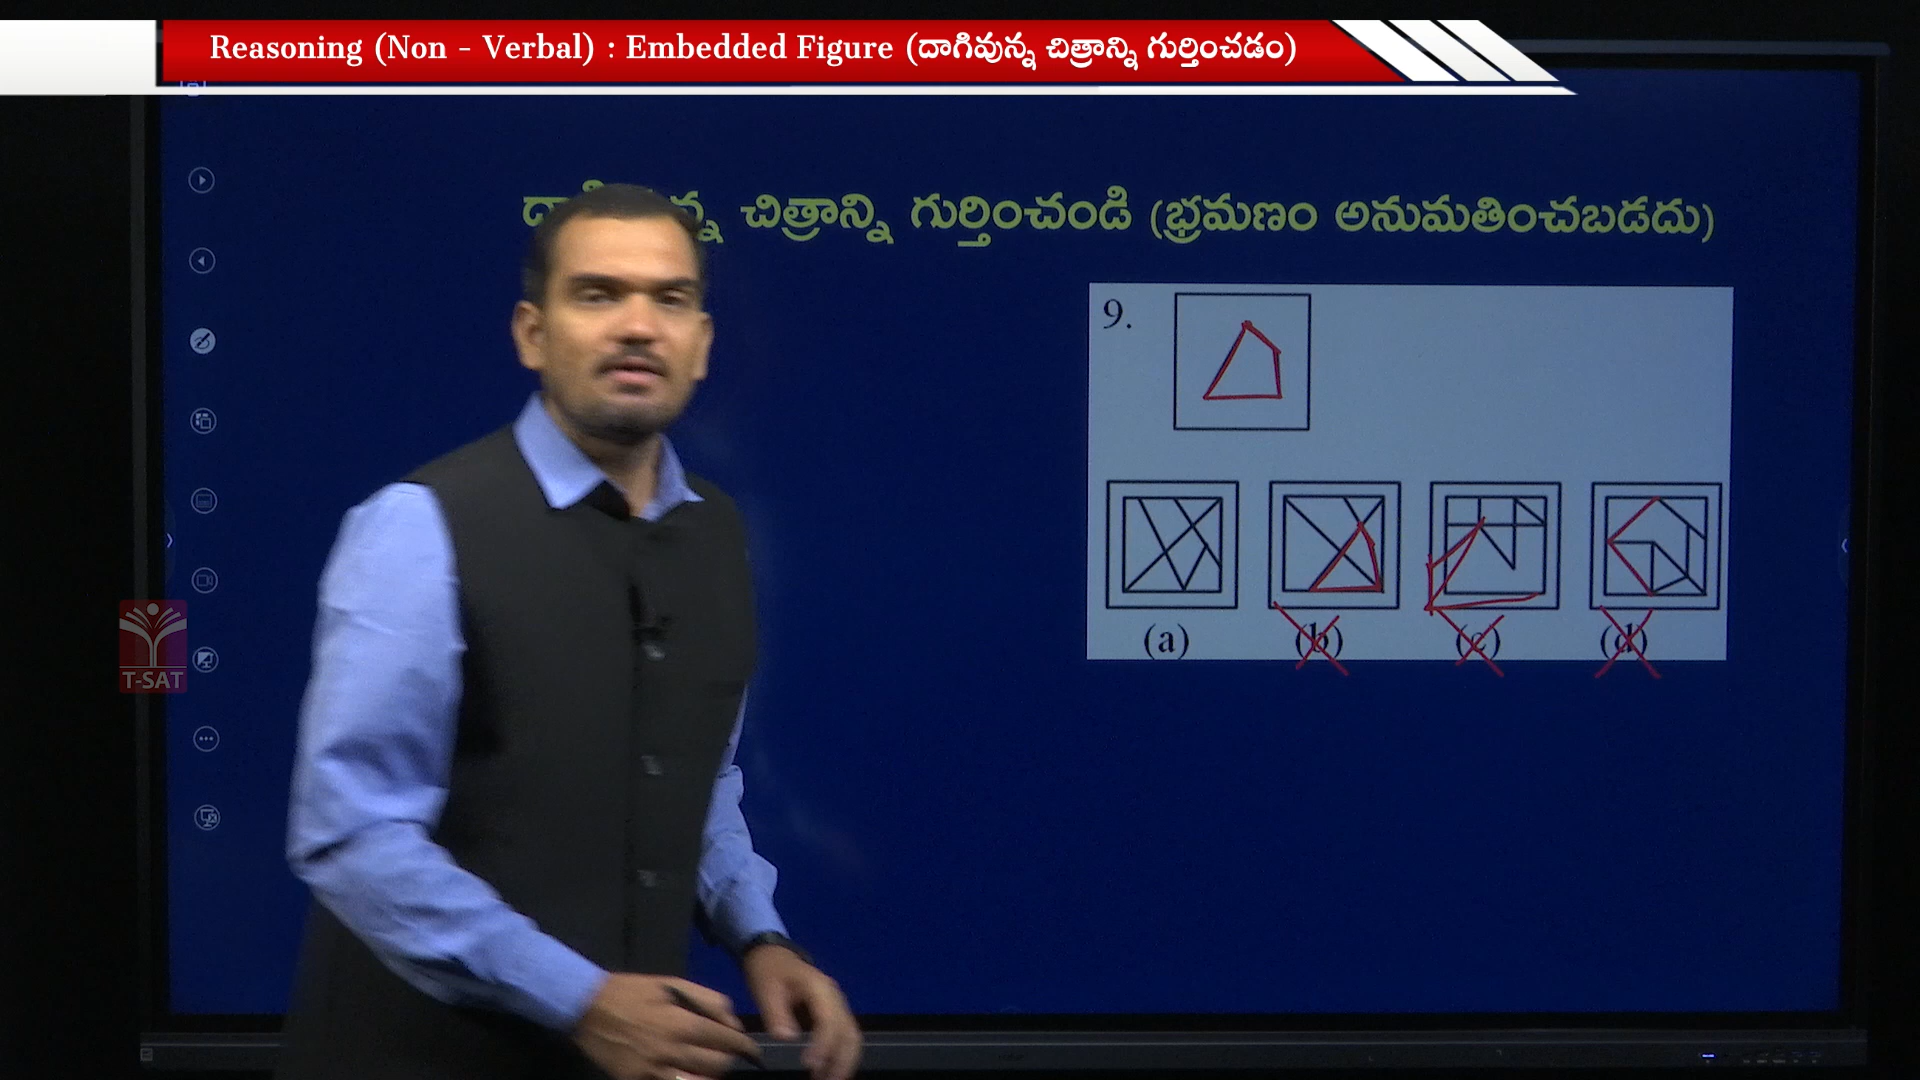 Reasoning (Non - Verbal) : Embedded Figure (దాగివున్న చిత్రాన్ని గుర్తించడం)
చిత్రాన్ని గుర్తించండి (భ్రమణం అనుమతించబడదు)
9.
(a) (b) (c) (d)
T-SAT